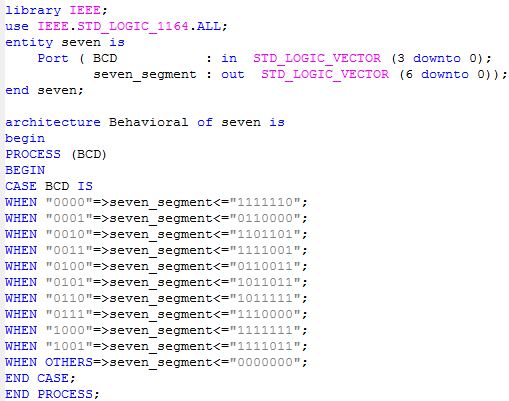 library IEEE;
use IEEE.STD_LOGIC_1164.ALL;
entity seven is
    Port ( BCD           : in  STD_LOGIC_VECTOR (3 downto 0);
           seven_segment : out  STD_LOGIC_VECTOR (6 downto 0));
end seven;

architecture Behavioral of seven is
begin
PROCESS (BCD)
BEGIN
CASE BCD IS
WHEN "0000"=>seven_segment<="1111110";
WHEN "0001"=>seven_segment<="0110000";
WHEN "0010"=>seven_segment<="1101101";
WHEN "0011"=>seven_segment<="1111001";
WHEN "0100"=>seven_segment<="0110011";
WHEN "0101"=>seven_segment<="1011011";
WHEN "0110"=>seven_segment<="1011111";
WHEN "0111"=>seven_segment<="1110000";
WHEN "1000"=>seven_segment<="1111111";
WHEN "1001"=>seven_segment<="1111011";
WHEN OTHERS=>seven_segment<="0000000";
END CASE;
END PROCESS;